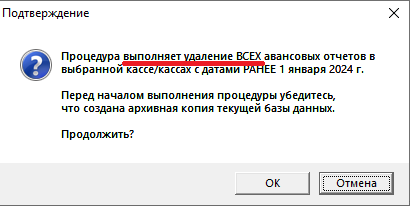 Подтверждение
Процедура выполняет удаление ВСЕХ авансовых отчетов в
выбранной кассе/кассах с датами РАНЕЕ 1 января 2024 г.
Перед началом выполнения процедуры убедитесь,
что создана архивная копия текущей базы данных.
Продолжить?
ОК
Отмена